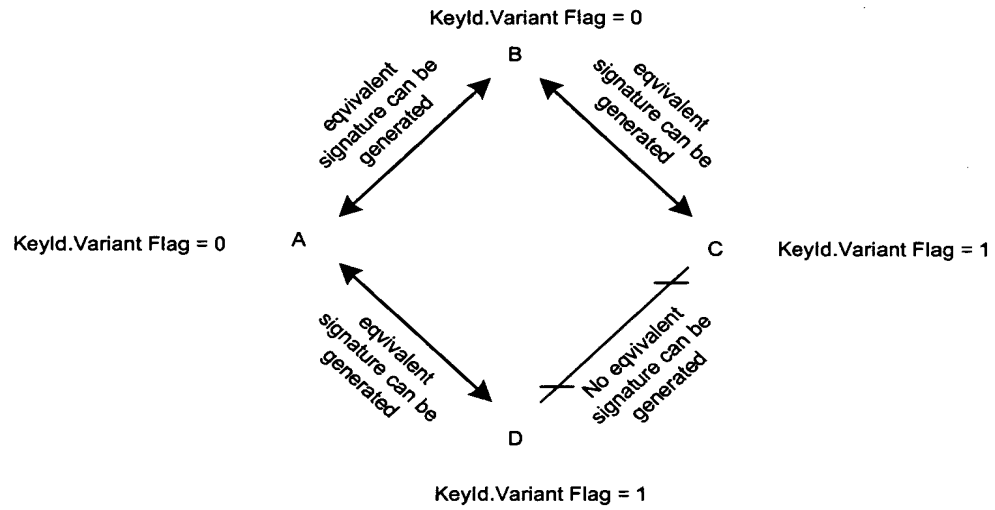 KeyId.Variant Flag = 0
B
eqvivalent
signature can be
generated
eqvivalent
signature can be
generated
KeyId.Variant Flag = 0
A
C
KeyId.Variant Flag = 1
eqvivalent
signature can be
generated
No eqvivalent
signature can be
generated
D
KeyId.Variant Flag = 1